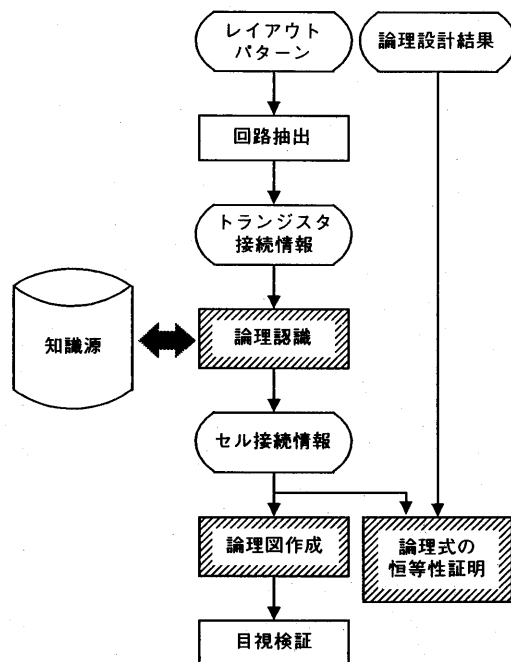 レイアウト
パターン
論理設計結果
回路抽出
トランジスタ
接続情報
知識源
論理認識
セル接続情報
論理図作成
論理式の
恒等性証明
目視検証